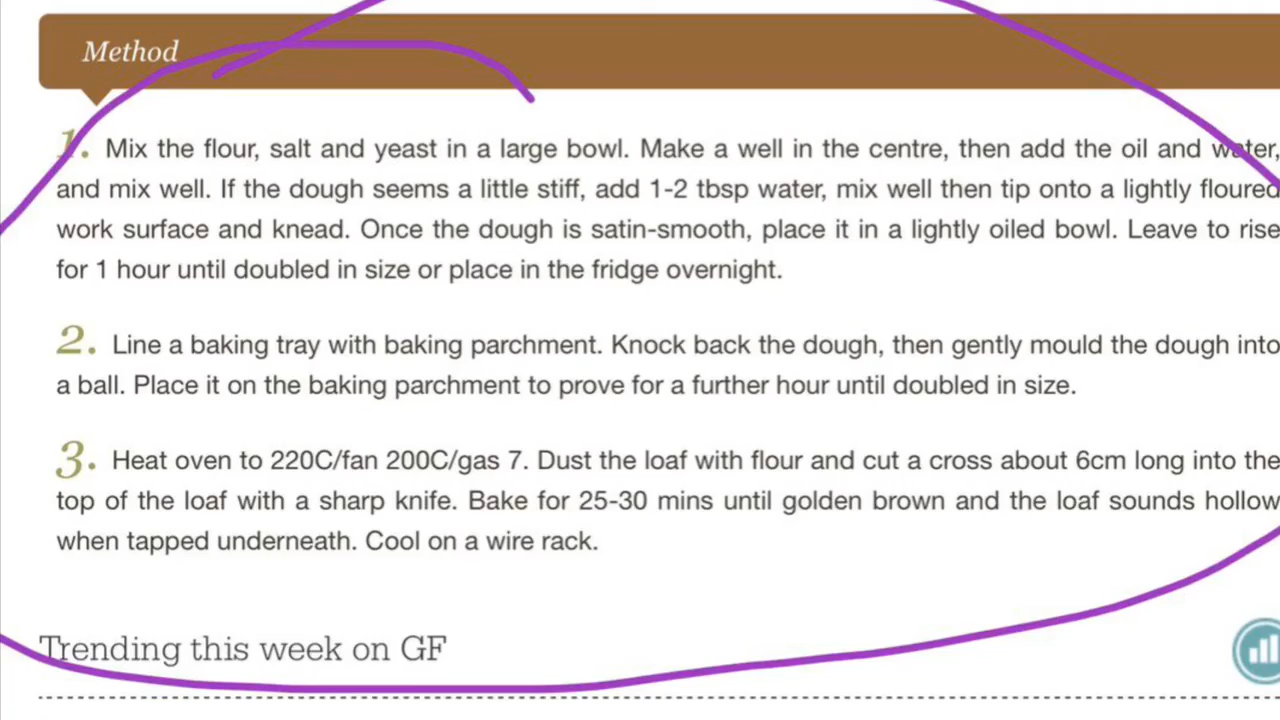 Method
1. Mix the flour, salt and yeast in a large bowl. Make a well in the centre, then add the oil and water,
and mix well. If the dough seems a little stiff, add 1-2 tbsp water, mix well then tip onto a lightly floured
work surface and knead. Once the dough is satin-smooth, place it in a lightly oiled bowl. Leave to rise
for 1 hour until doubled in size or place in the fridge overnight.
2. Line a baking tray with baking parchment. Knock back the dough, then gently mould the dough into
a ball. Place it on the baking parchment to prove for a further hour until doubled in size.
3. Heat oven to 220C/fan 200C/gas 7. Dust the loaf with flour and cut a cross about 6cm long into the
top of the loaf with a sharp knife. Bake for 25-30 mins until golden brown and the loaf sounds hollow
when tapped underneath. Cool on a wire rack.
Trending this week on GF